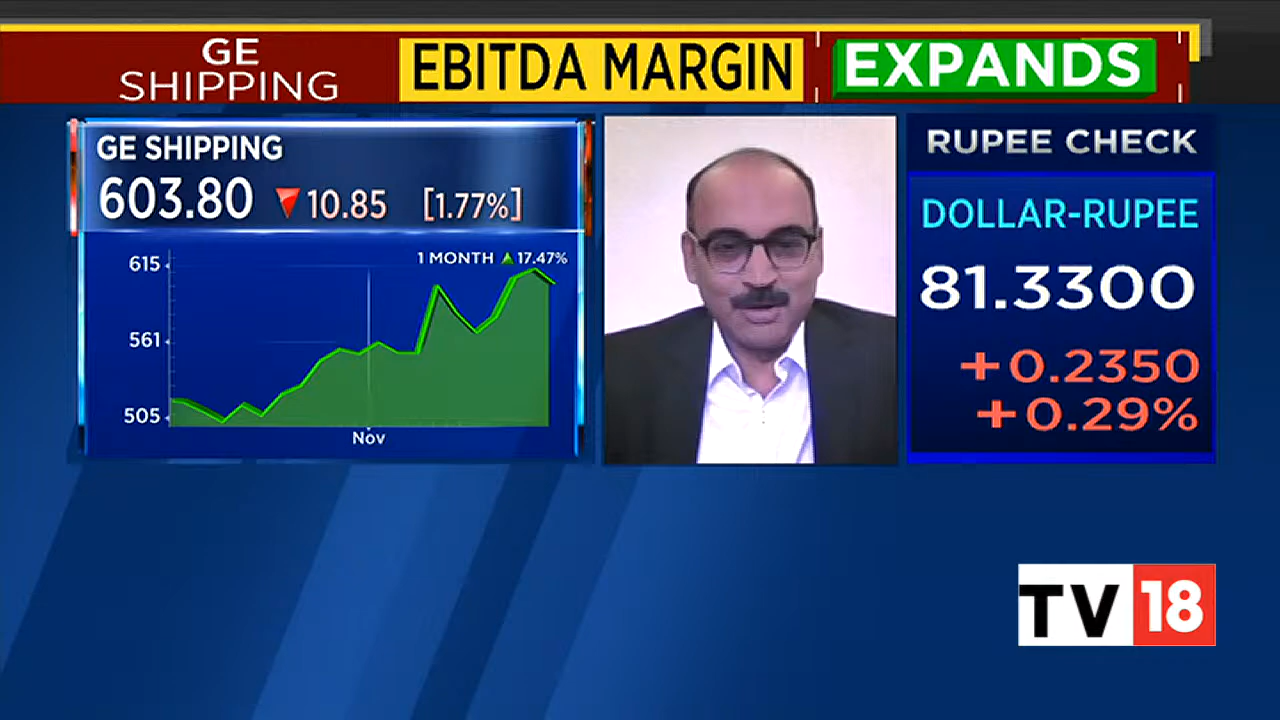 GE
SHIPPING
EBITDA MARGIN
EXPANDS
GE SHIPPING
603.80 ▼ 10.85 [1.77%]
1 MONTH ▲ 17.47%
615
561
505
Nov
RUPEE CHECK
DOLLAR-RUPEE
81.3300
+0.2350
+0.29%
TV18